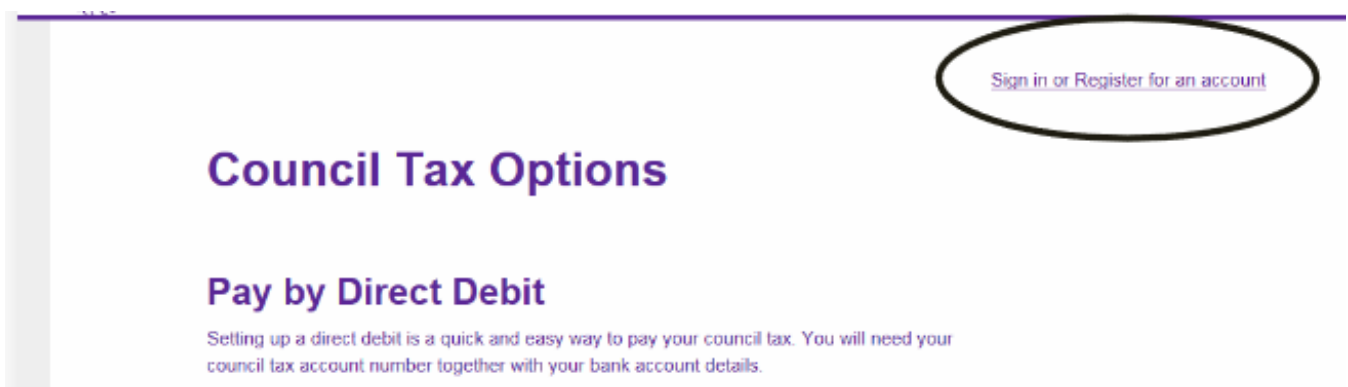 Sign in or Register for an account
Council Tax Options
Pay by Direct Debit
Setting up a direct debit is a quick and easy way to pay your council tax. You will need your
council tax account number together with your bank account details.